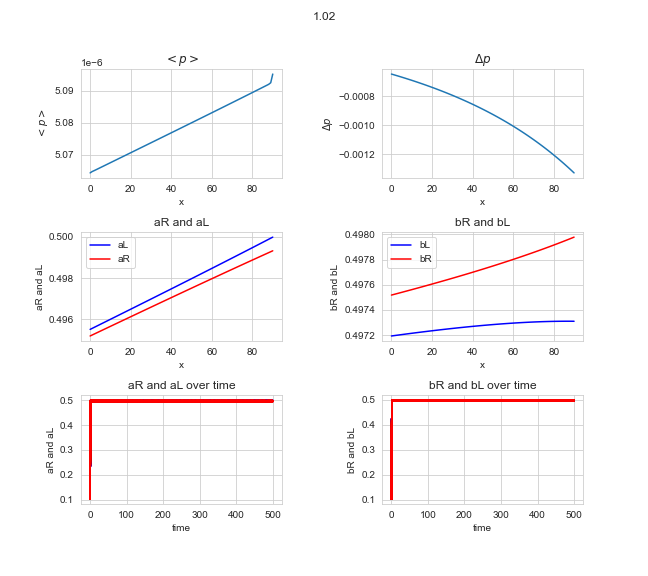 1.02
<p>
1e−6
5.09
5.08
5.07
<p>
0 20 40 60 80
x
Δp
−0.0008
−0.0010
−0.0012
Δp
0 20 40 60 80
x
aR and aL
0.500
0.498
0.496
aR and aL
aL
aR
0 20 40 60 80
x
bR and bL
0.4980
0.4978
0.4976
0.4974
0.4972
bR and bL
bL
bR
0 20 40 60 80
x
aR and aL over time
0.5
0.4
0.3
0.2
0.1
aR and aL
0 100 200 300 400 500
time
bR and bL over time
0.5
0.4
0.3
0.2
0.1
bR and bL
0 100 200 300 400 500
time